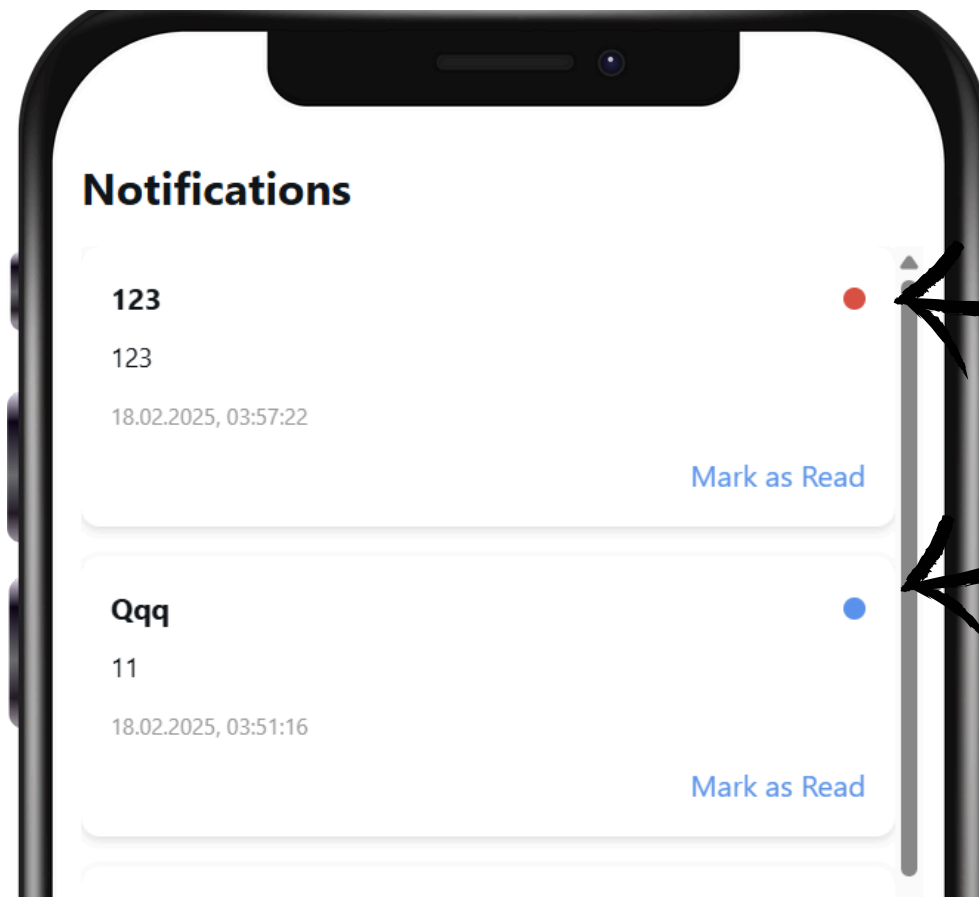 Notifications
123
123
18.02.2025, 03:57:22
Mark as Read
Qqq
11
18.02.2025, 03:51:16
Mark as Read